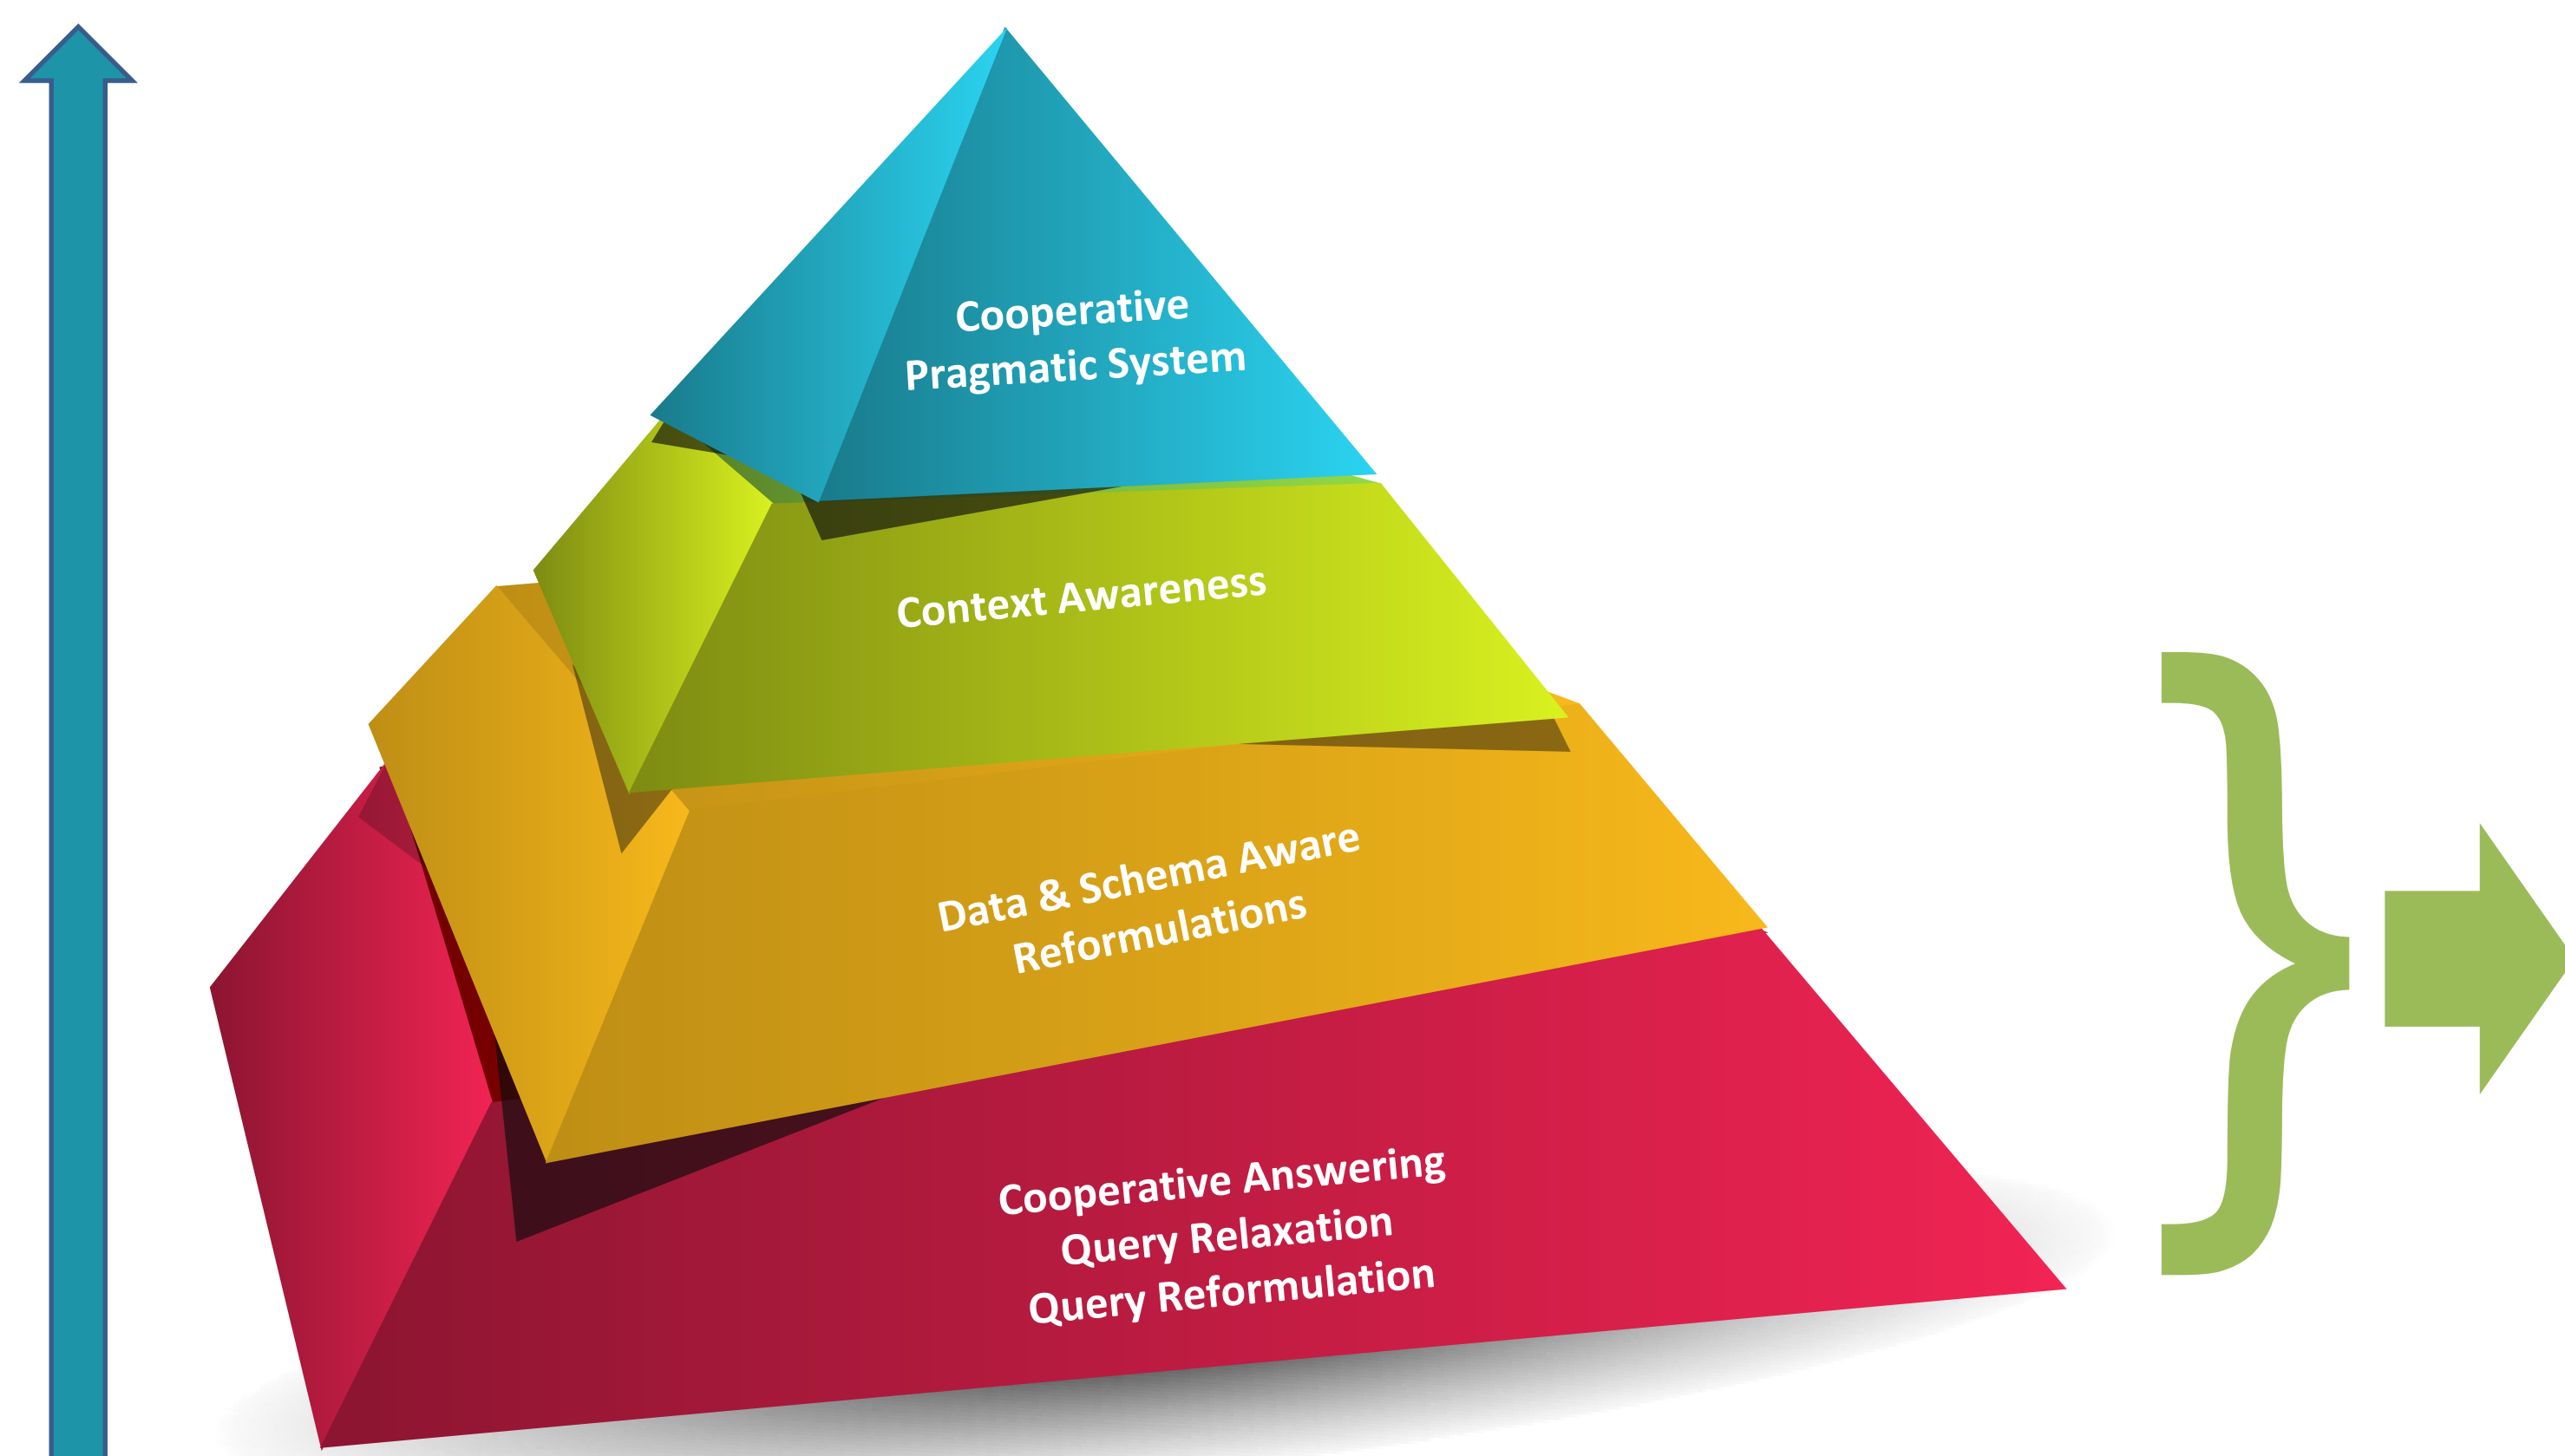 Cooperative
Pragmatic System
Context Awareness
Data & Schema Aware
Reformulations
Cooperative Answering
Query Relaxation
Query Reformulation